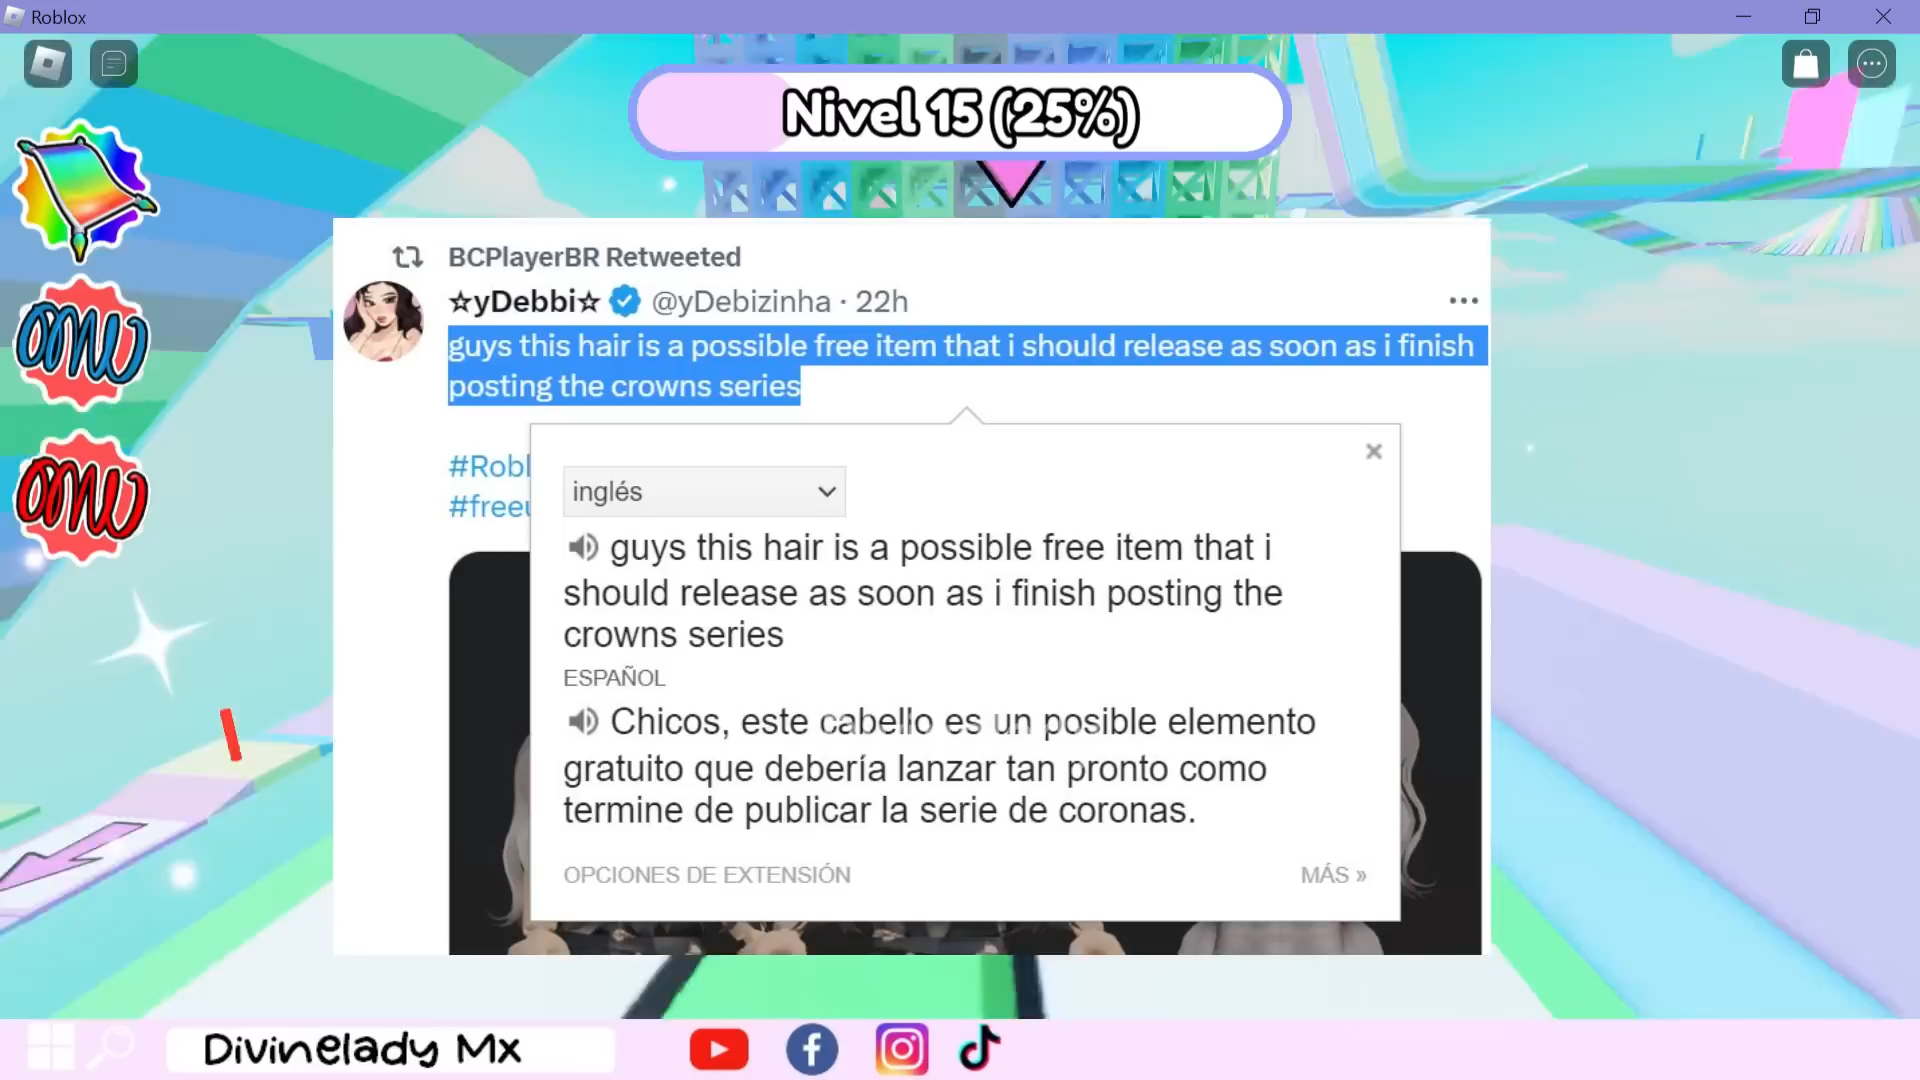 Roblox
Nivel 15 (25%)
BCPlayerBR Retweeted
☆yDebbi☆ @yDebizinha · 22h
guys this hair is a possible free item that i should release as soon as i finish
posting the crowns series
#Robl
#freeu
inglés
guys this hair is a possible free item that i
should release as soon as i finish posting the
crowns series
ESPAÑOL
Chicos, este cabello es un posible elemento
gratuito que debería lanzar tan pronto como
termine de publicar la serie de coronas.
OPCIONES DE EXTENSIÓN
MÁS »
Divinelady Mx